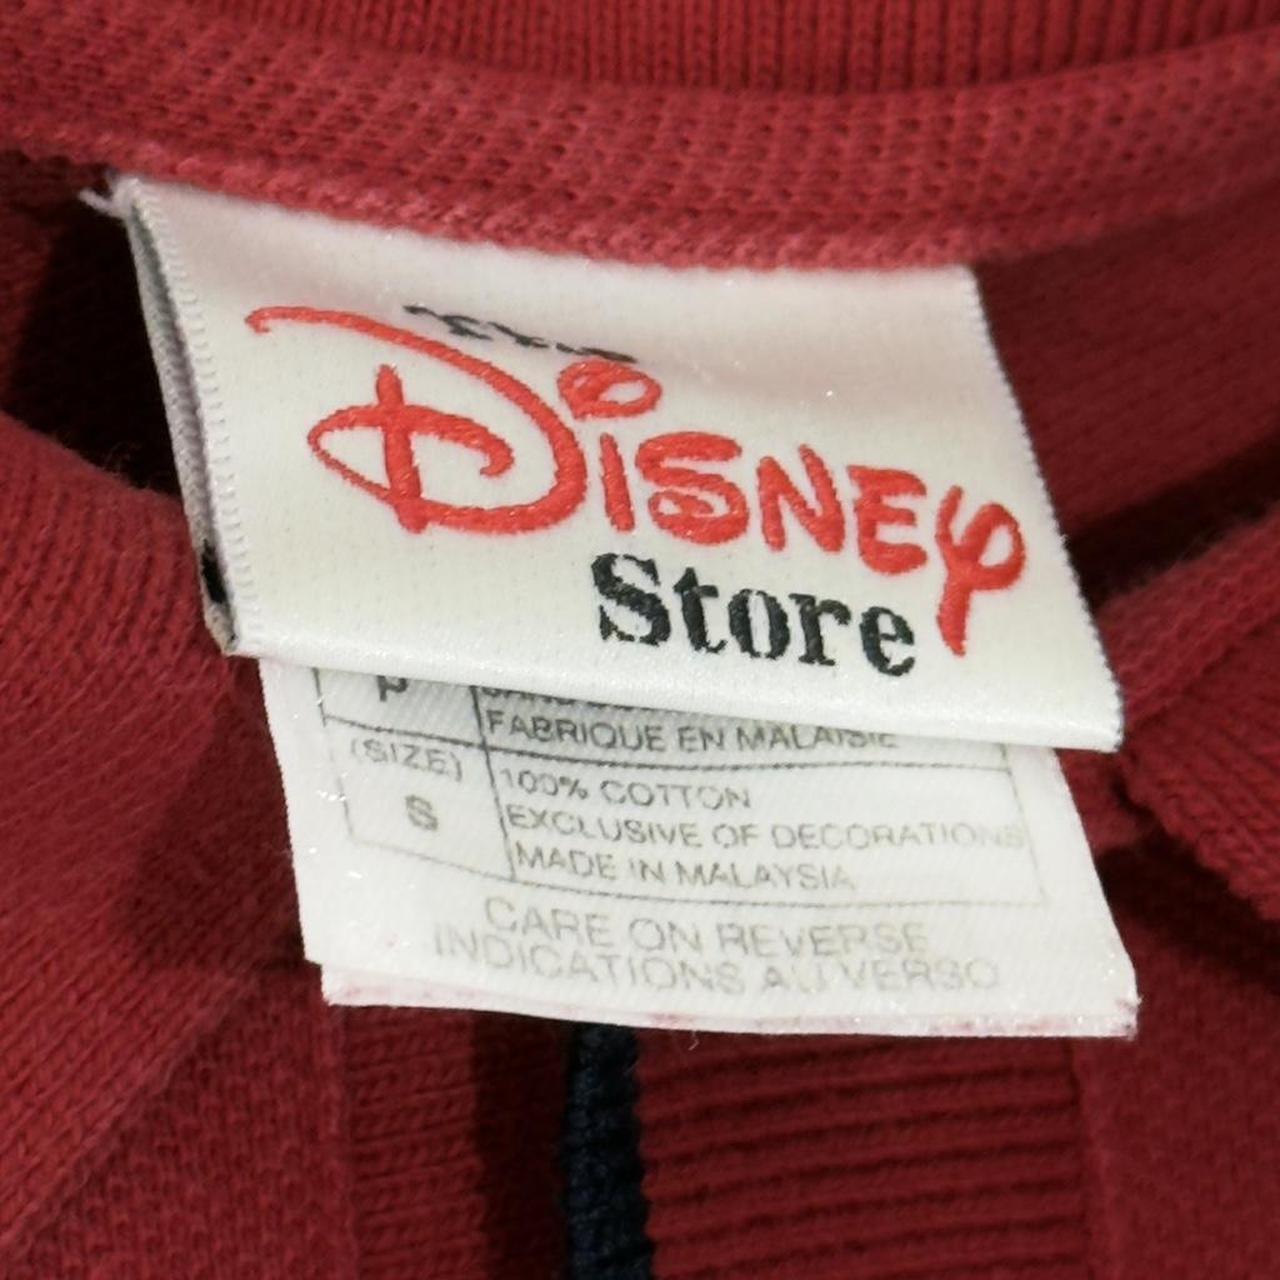 The
Disney
Store
P
FABRIQUE EN MALAISIE
(SIZE)
S
100% COTTON
EXCLUSIVE OF DECORATIONS
MADE IN MALAYSIA
CARE ON REVERSE
INDICATIONS AU VERSO